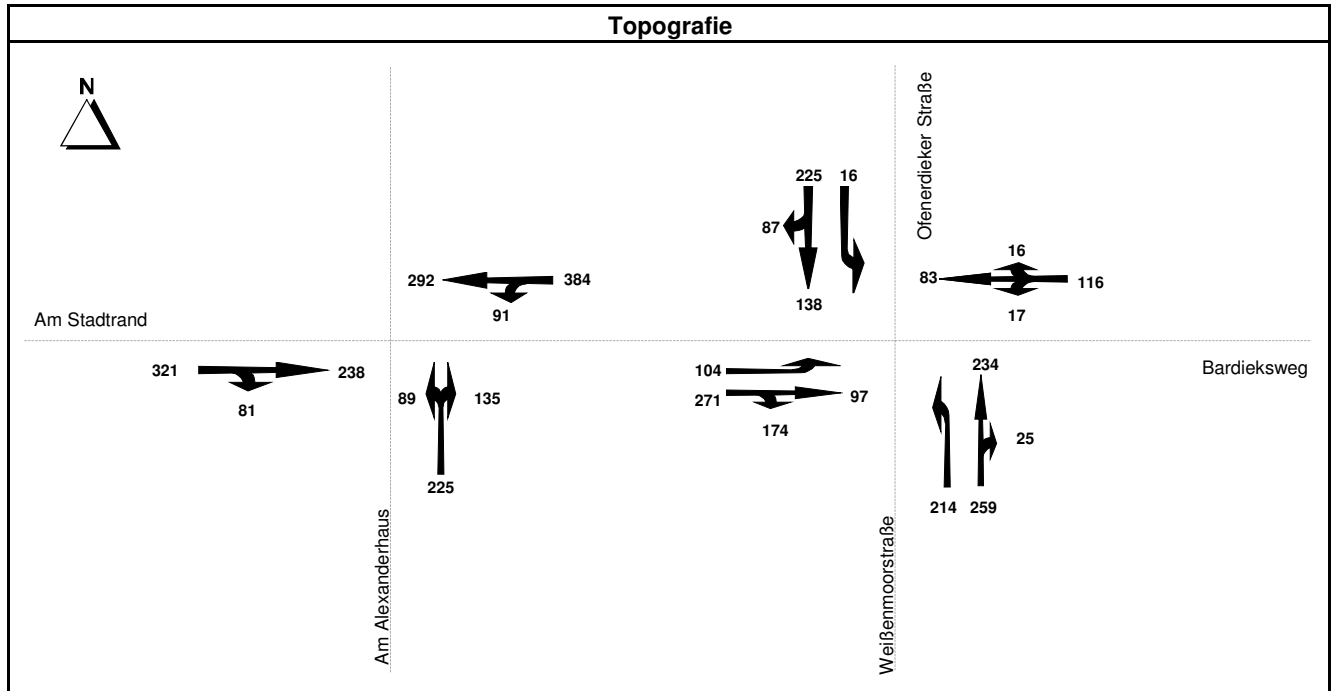 Topografie
N
Ofenerdieker Straße
225 16
87
138
16
83 116
17
292 384
91
Am Stadtrand
321 238
81
89 135
225
104
271 97
174
234
25
214 259
Bardieksweg
Am Alexanderhaus
Weißenmoorstraße